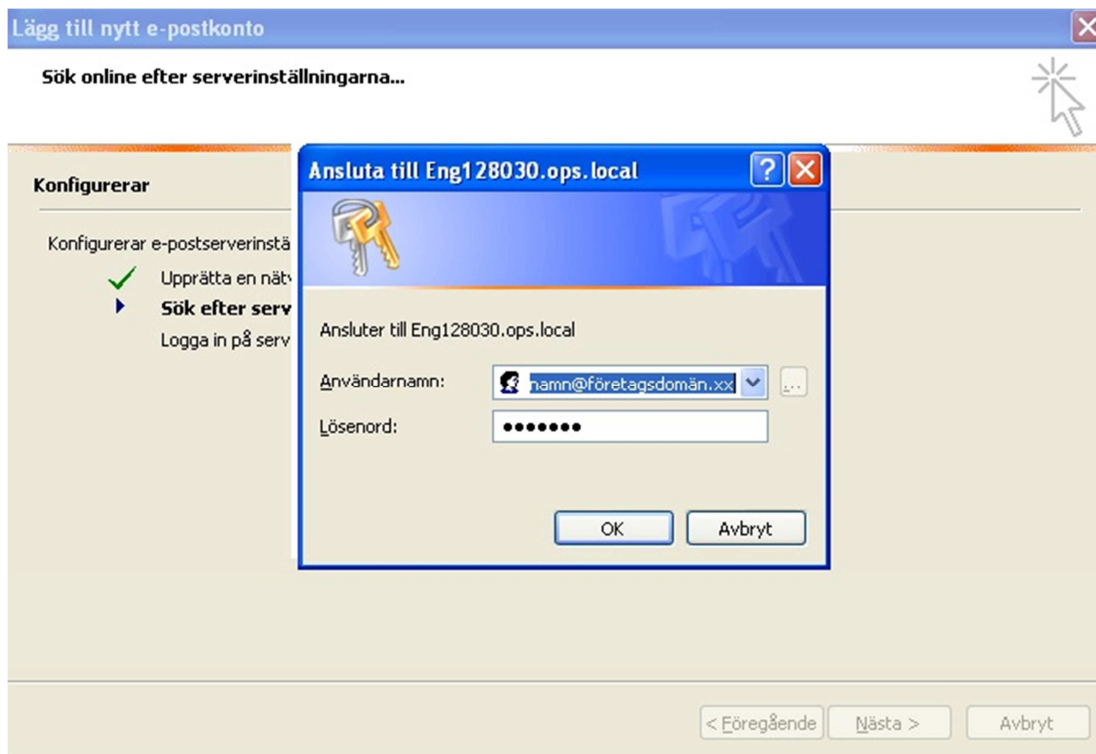 Lägg till nytt e-postkonto
Sök online efter serverinställningarna...
Konfigurerar
Konfigurerar e-postserverinstä
Upprätta en nätv
Sök efter serv
Logga in på serv
Ansluta till Eng128030.ops.local
Ansluter till Eng128030.ops.local
Användarnamn:
namn@företagsdomän.xx
...
Lösenord:
•••••••
OK
Avbryt
< Föregående
Nästa >
Avbryt